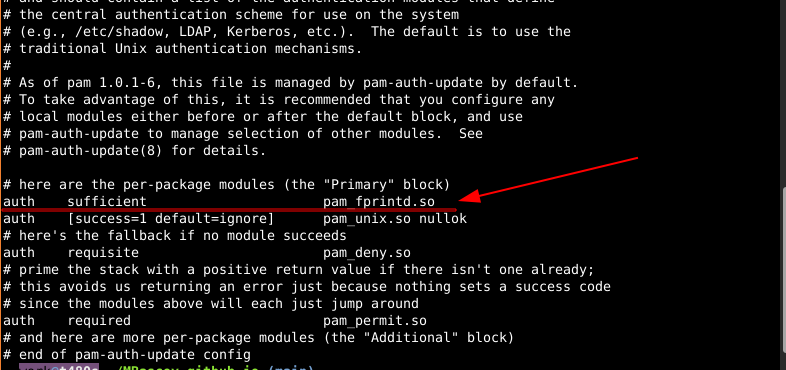 # and should contain a list of the authentication modules that define
# the central authentication scheme for use on the system
# (e.g., /etc/shadow, LDAP, Kerberos, etc.).  The default is to use the
# traditional Unix authentication mechanisms.
#
# As of pam 1.0.1-6, this file is managed by pam-auth-update by default.
# To take advantage of this, it is recommended that you configure any
# local modules either before or after the default block, and use
# pam-auth-update to manage selection of other modules.  See
# pam-auth-update(8) for details.

# here are the per-package modules (the "Primary" block)
auth    sufficient                      pam_fprintd.so
auth    [success=1 default=ignore]      pam_unix.so nullok
# here's the fallback if no module succeeds
auth    requisite                       pam_deny.so
# prime the stack with a positive return value if there isn't one already;
# this avoids us returning an error just because nothing sets a success code
# since the modules above will each just jump around
auth    required                        pam_permit.so
# and here are more per-package modules (the "Additional" block)
# end of pam-auth-update config
(main)